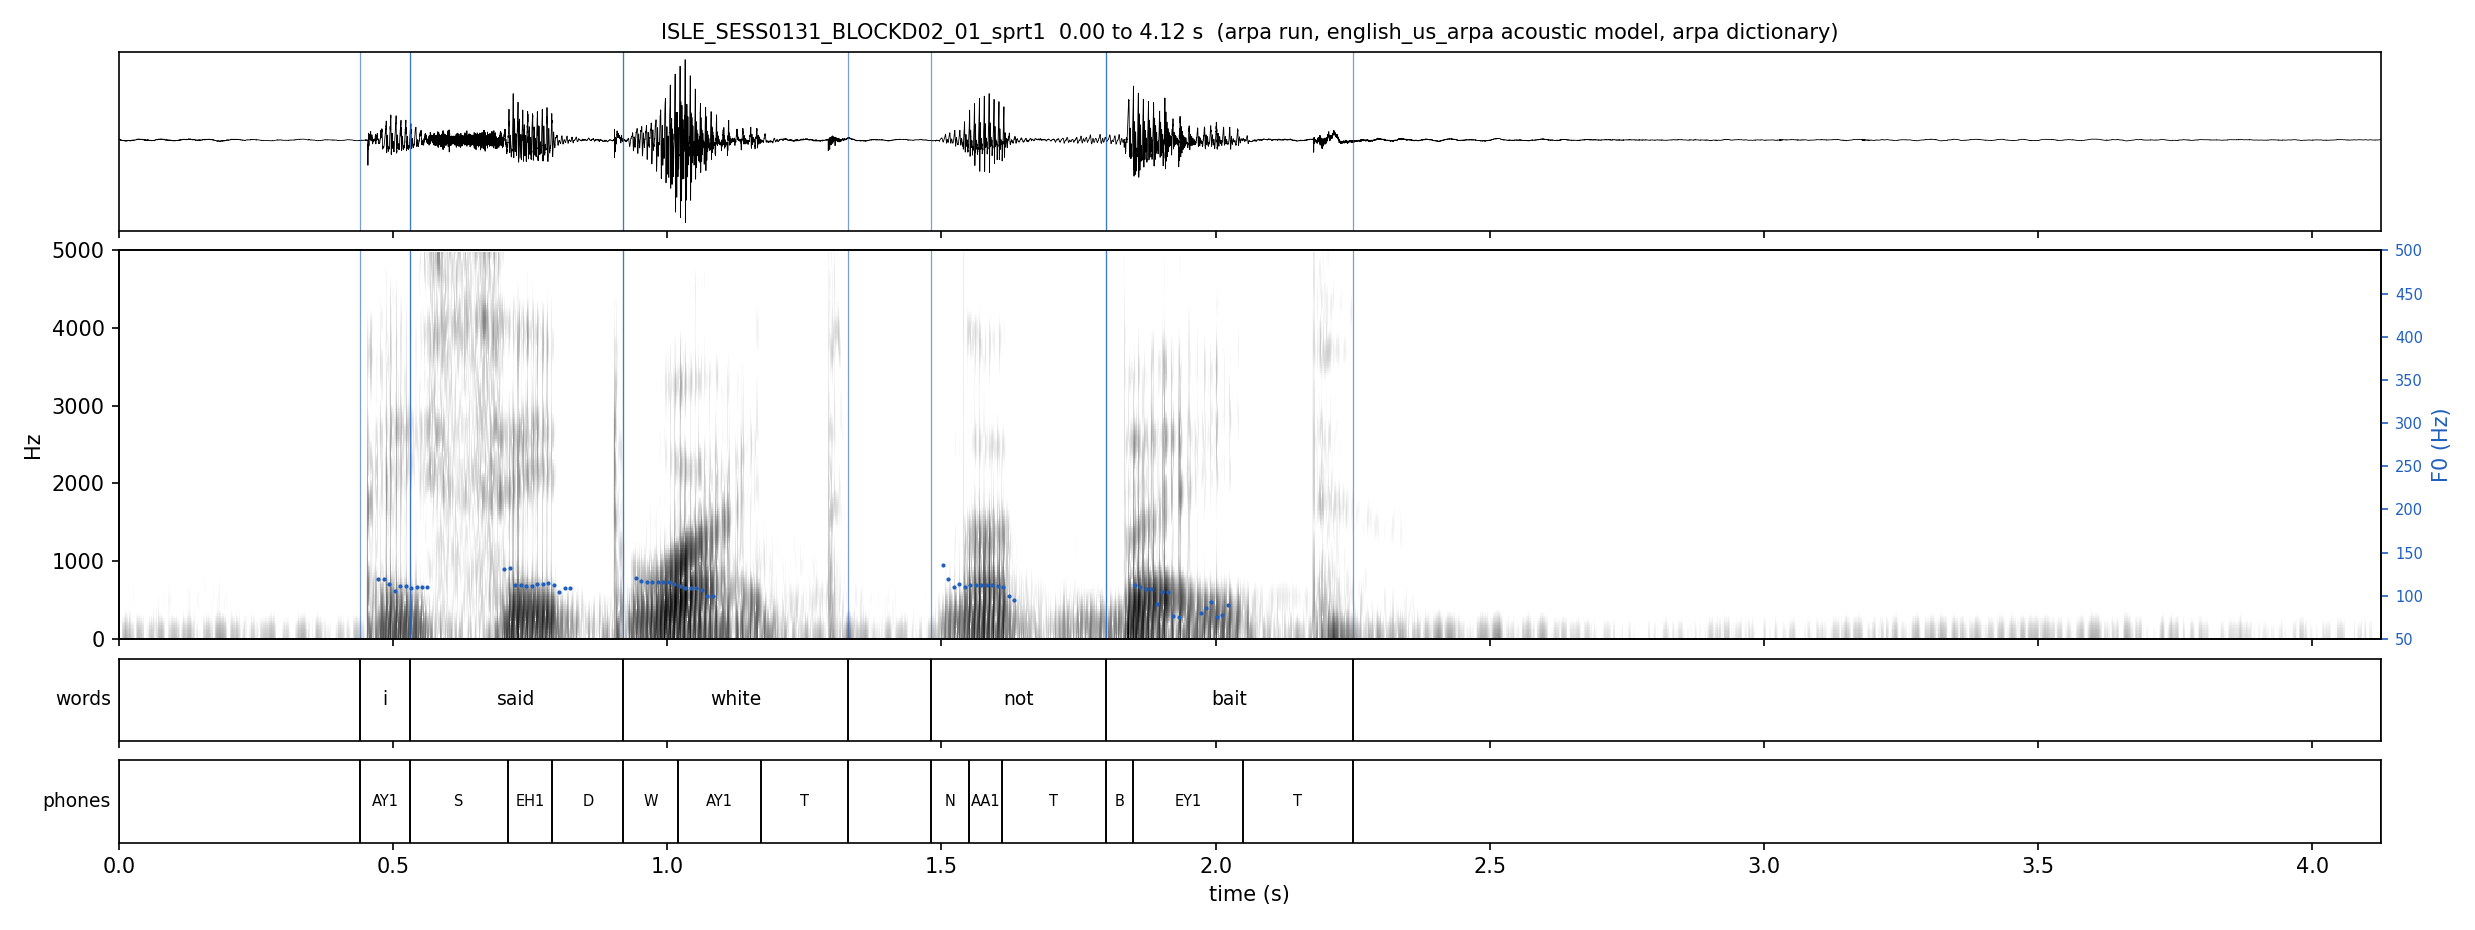 ISLE_SESS0131_BLOCKD02_01_sprt1  0.00 to 4.12 s  (arpa run, english_us_arpa acoustic model, arpa dictionary)
5000
4000
3000
2000
1000
0
Hz
500
450
400
350
300
250
200
150
100
50
F0 (Hz)
words
i said white not bait
phones
AY1 S EH1 D W AY1 T N AA1 T B EY1 T
0.0 0.5 1.0 1.5 2.0 2.5 3.0 3.5 4.0
time (s)